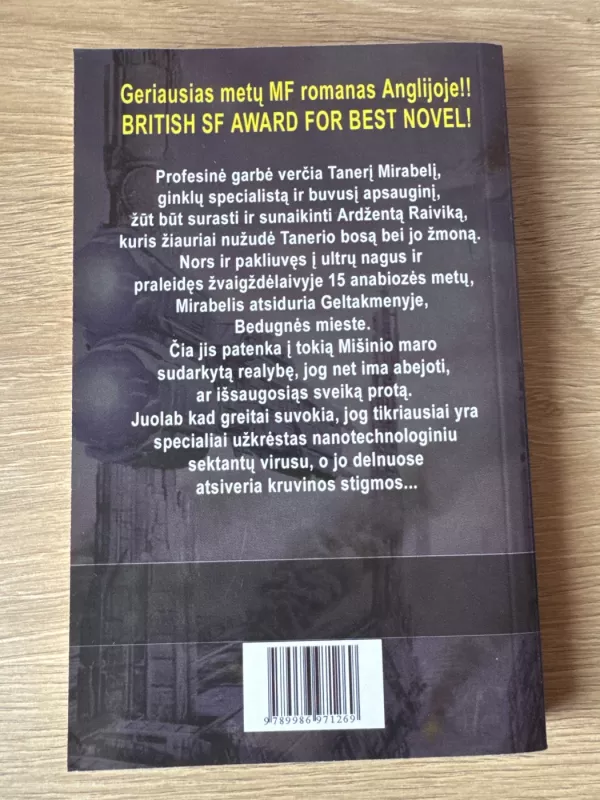 Geriausias metų MF romanas Anglijoje!!
BRITISH SF AWARD FOR BEST NOVEL!
Profesinė garbė verčia Tanerį Mirabelį,
ginklų specialistą ir buvusį apsauginį,
žūt būt surasti ir sunaikinti Ardžentą Raiviką,
kuris žiauriai nužudė Tanerio bosą bei jo žmoną.
Nors ir pakliuvęs į ultrų nagus ir
praleidęs žvaigždėlaivyje 15 anabiozės metų,
Mirabelis atsiduria Geltakmenyje,
Bedugnės mieste.
Čia jis patenka į tokią Mišinio maro
sudarkytą realybę, jog net ima abejoti,
ar išsaugosiąs sveiką protą.
Juolab kad greitai suvokia, jog tikriausiai yra
specialiai užkrėstas nanotechnologiniu
sektantų virusu, o jo delnuose
atsiveria kruvinos stigmos...
9 789986 971269